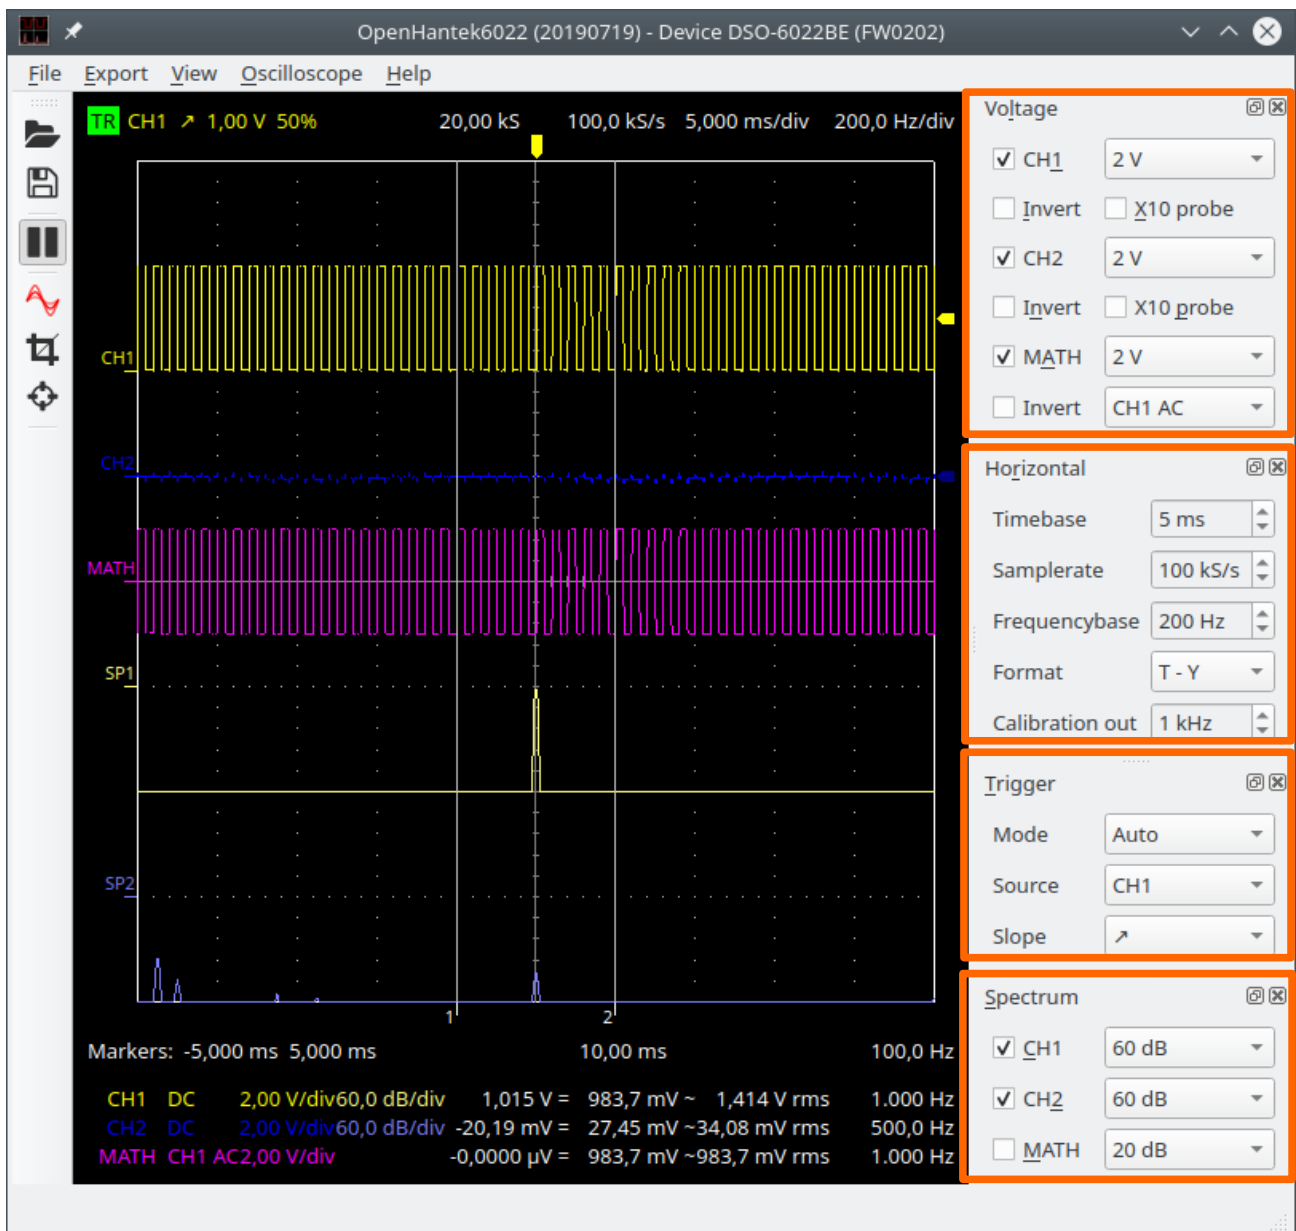 OpenHantek6022 (20190719) - Device DSO-6022BE (FW0202)
File Export View Oscilloscope Help
TR CH1 ↗ 1,00 V 50% 20,00 kS 100,0 kS/s 5,000 ms/div 200,0 Hz/div
CH1
CH2
MATH
SP1
SP2
1 2
Markers: -5,000 ms 5,000 ms 10,00 ms 100,0 Hz
CH1 DC 2,00 V/div 60,0 dB/div 1,015 V = 983,7 mV ~ 1,414 V rms 1.000 Hz
CH2 DC 2,00 V/div 60,0 dB/div -20,19 mV = 27,45 mV ~ 34,08 mV rms 500,0 Hz
MATH CH1 AC 2,00 V/div -0,0000 µV = 983,7 mV ~ 983,7 mV rms 1.000 Hz
Voltage
CH1 2 V
Invert X10 probe
CH2 2 V
Invert X10 probe
MATH 2 V
Invert CH1 AC
Horizontal
Timebase 5 ms
Samplerate 100 kS/s
Frequencybase 200 Hz
Format T - Y
Calibration out 1 kHz
Trigger
Mode Auto
Source CH1
Slope ↗
Spectrum
CH1 60 dB
CH2 60 dB
MATH 20 dB